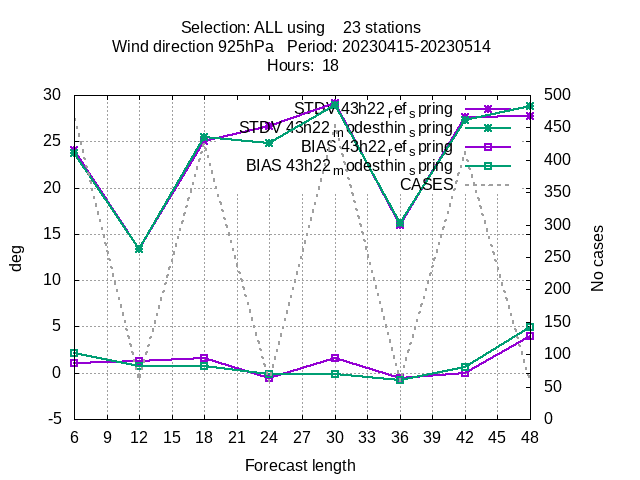 Selection: ALL using    23 stations
Wind direction 925hPa   Period: 20230415-20230514
Hours:  18
STDV 43h22_ref_spring
STDV 43h22_modesthin_spring
BIAS 43h22_ref_spring
BIAS 43h22_modesthin_spring
CASES
30
25
20
15
10
5
0
-5
deg
500
450
400
350
300
250
200
150
100
50
0
No cases
6 9 12 15 18 21 24 27 30 33 36 39 42 45 48
Forecast length